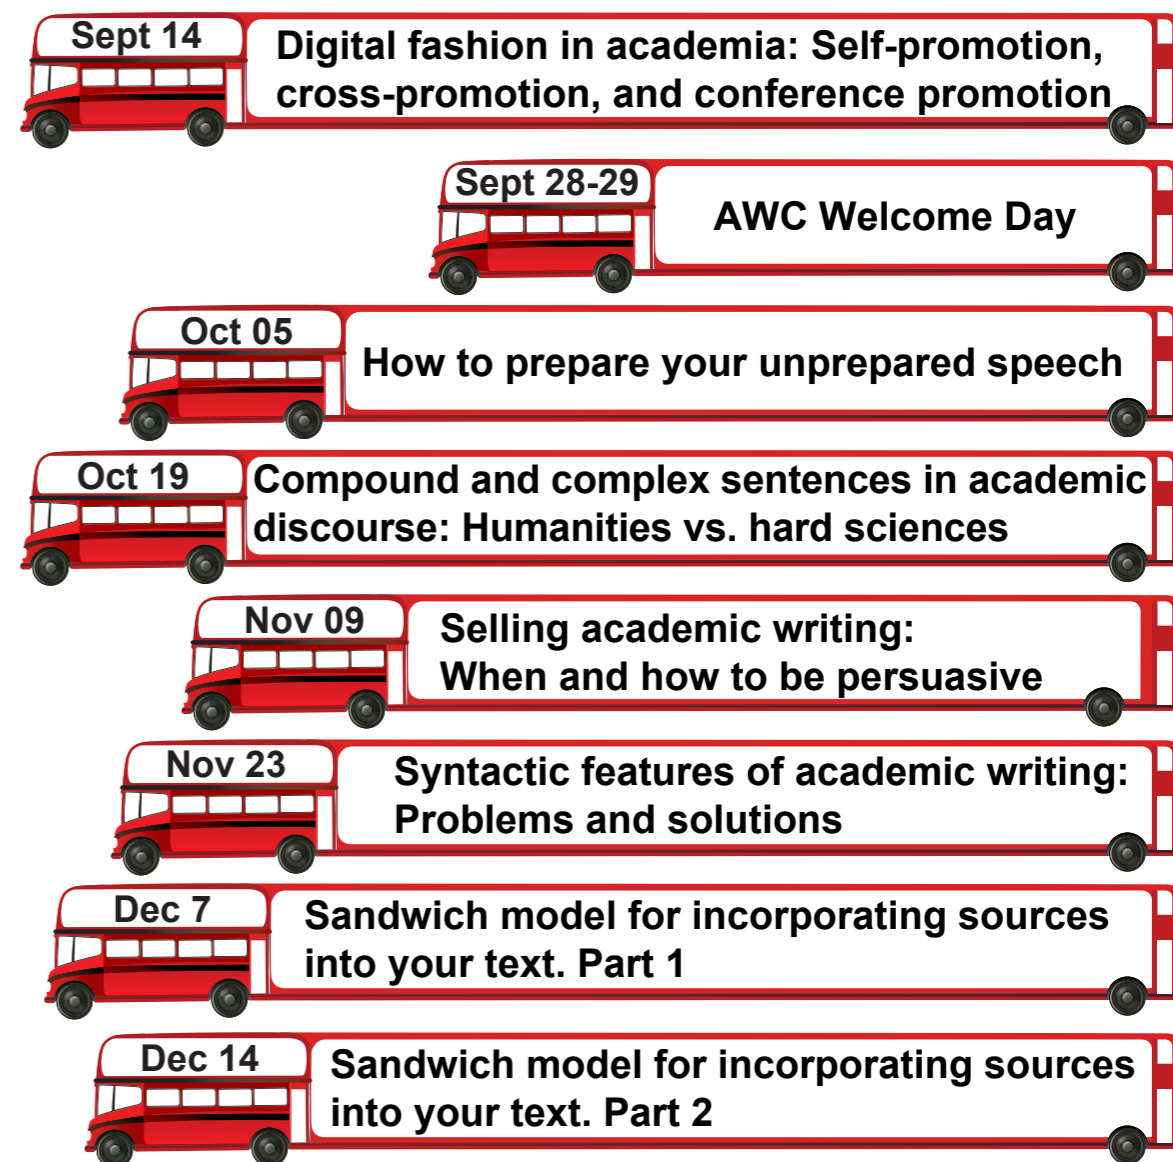 Sept 14
Digital fashion in academia: Self-promotion,
cross-promotion, and conference promotion
Sept 28-29
AWC Welcome Day
Oct 05
How to prepare your unprepared speech
Oct 19
Compound and complex sentences in academic
discourse: Humanities vs. hard sciences
Nov 09
Selling academic writing:
When and how to be persuasive
Nov 23
Syntactic features of academic writing:
Problems and solutions
Dec 7
Sandwich model for incorporating sources
into your text. Part 1
Dec 14
Sandwich model for incorporating sources
into your text. Part 2